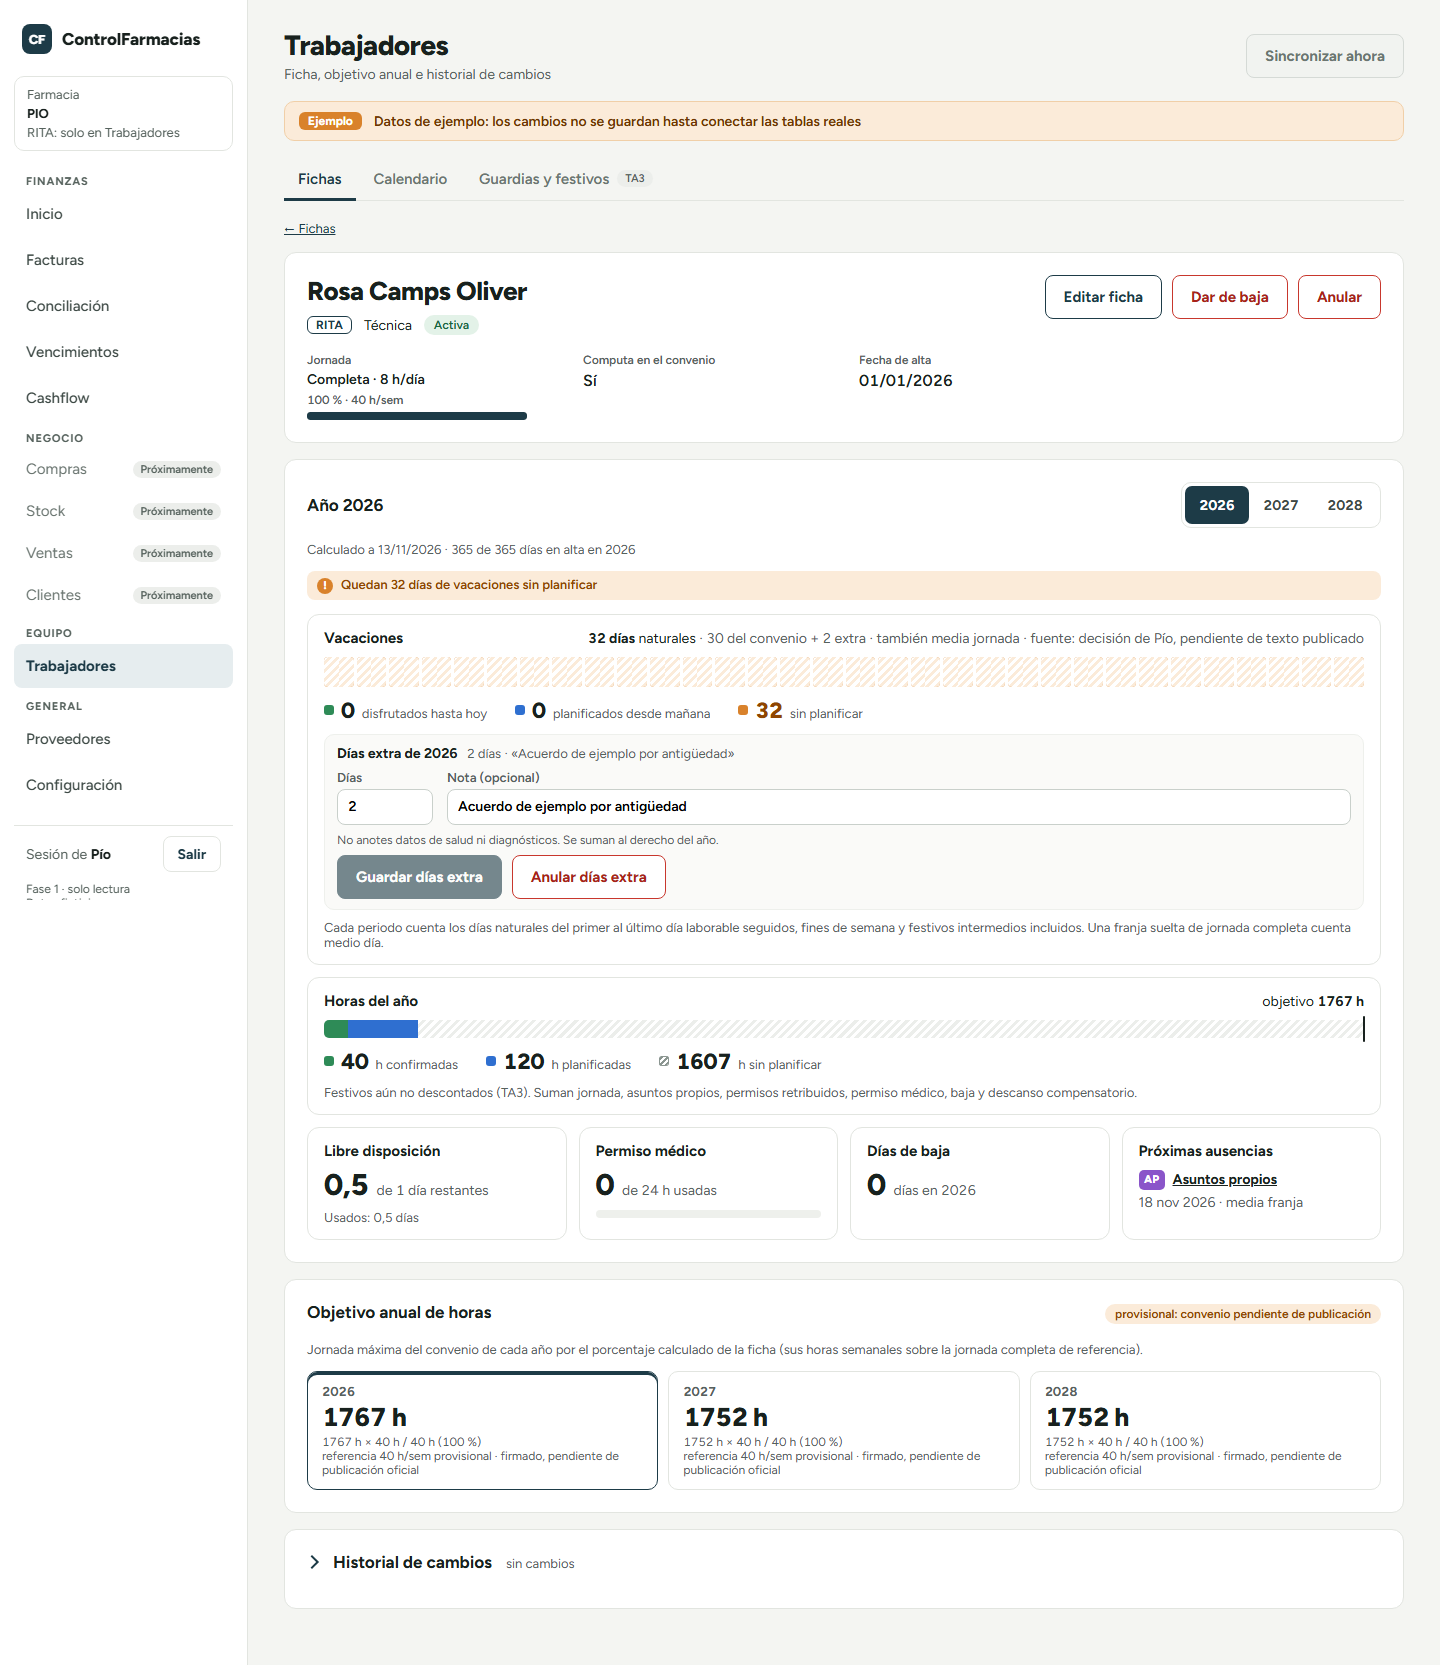 CF ControlFarmacias
Farmacia
PIO
RITA: solo en Trabajadores
FINANZAS
Inicio
Facturas
Conciliación
Vencimientos
Cashflow
NEGOCIO
Compras Próximamente
Stock Próximamente
Ventas Próximamente
Clientes Próximamente
EQUIPO
Trabajadores
GENERAL
Proveedores
Configuración
Sesión de Pío Salir
Fase 1 · solo lectura
Trabajadores
Ficha, objetivo anual e historial de cambios
Sincronizar ahora
Ejemplo Datos de ejemplo: los cambios no se guardan hasta conectar las tablas reales
Fichas Calendario Guardias y festivos TA3
← Fichas
Rosa Camps Oliver
RITA Técnica Activa
Editar ficha Dar de baja Anular
Jornada
Completa · 8 h/día
100 % · 40 h/sem
Computa en el convenio
Sí
Fecha de alta
01/01/2026
Año 2026
2026 2027 2028
Calculado a 13/11/2026 · 365 de 365 días en alta en 2026
! Quedan 32 días de vacaciones sin planificar
Vacaciones 32 días naturales · 30 del convenio + 2 extra · también media jornada · fuente: decisión de Pío, pendiente de texto publicado
0 disfrutados hasta hoy 0 planificados desde mañana 32 sin planificar
Días extra de 2026 2 días · «Acuerdo de ejemplo por antigüedad»
Días Nota (opcional)
2 Acuerdo de ejemplo por antigüedad
No anotes datos de salud ni diagnósticos. Se suman al derecho del año.
Guardar días extra Anular días extra
Cada periodo cuenta los días naturales del primer al último día laborable seguidos, fines de semana y festivos intermedios incluidos. Una franja suelta de jornada completa cuenta
medio día.
Horas del año objetivo 1767 h
40 h confirmadas 120 h planificadas 1607 h sin planificar
Festivos aún no descontados (TA3). Suman jornada, asuntos propios, permisos retribuidos, permiso médico, baja y descanso compensatorio.
Libre disposición
0,5 de 1 día restantes
Usados: 0,5 días
Permiso médico
0 de 24 h usadas
Días de baja
0 días en 2026
Próximas ausencias
AP Asuntos propios
18 nov 2026 · media franja
Objetivo anual de horas provisional: convenio pendiente de publicación
Jornada máxima del convenio de cada año por el porcentaje calculado de la ficha (sus horas semanales sobre la jornada completa de referencia).
2026
1767 h
1767 h × 40 h / 40 h (100 %)
referencia 40 h/sem provisional · firmado, pendiente de
publicación oficial
2027
1752 h
1752 h × 40 h / 40 h (100 %)
referencia 40 h/sem provisional · firmado, pendiente de
publicación oficial
2028
1752 h
1752 h × 40 h / 40 h (100 %)
referencia 40 h/sem provisional · firmado, pendiente de
publicación oficial
Historial de cambios sin cambios